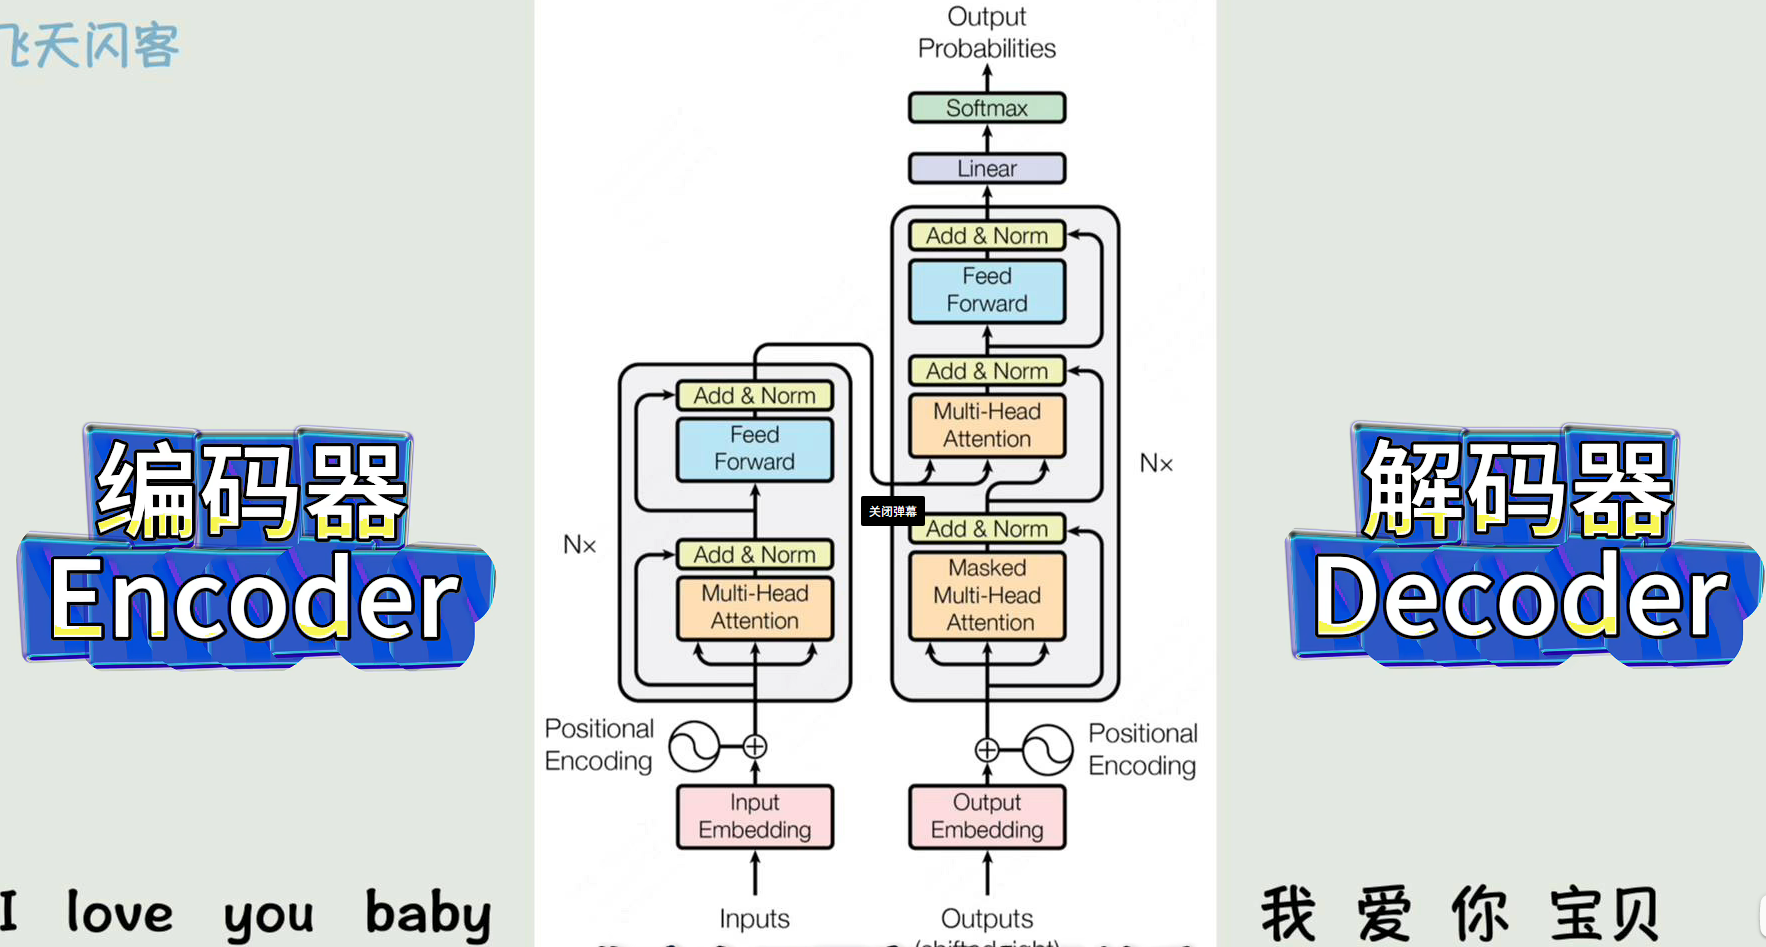 飞天闪客
编码器
Encoder
I love you baby
Output
Probabilities
Softmax
Linear
Add & Norm
Feed
Forward
Add & Norm
Multi-Head
Attention
Add & Norm
Masked
Multi-Head
Attention
N×
Add & Norm
Feed
Forward
Add & Norm
Multi-Head
Attention
N×
关闭弹幕
Positional
Encoding
Positional
Encoding
Input
Embedding
Output
Embedding
Inputs
Outputs
(shifted right)
解码器
Decoder
我 爱 你 宝贝